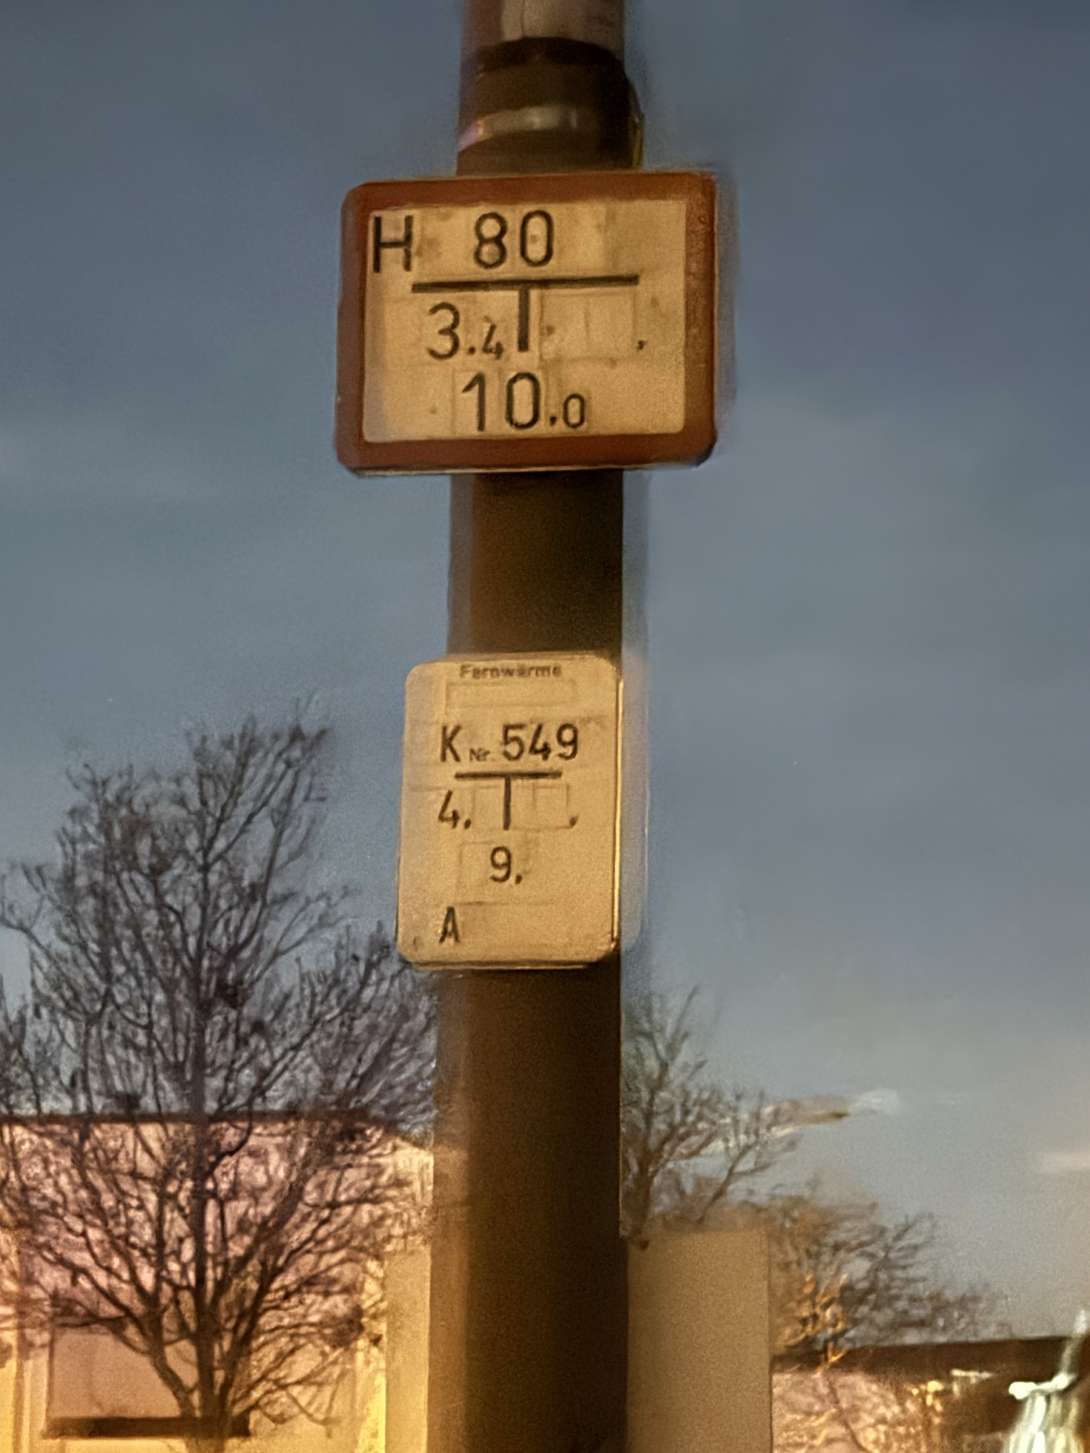 H 80
3.4 ,
10.0
Fernwärme
K Nr. 549
4, ,
9,
A